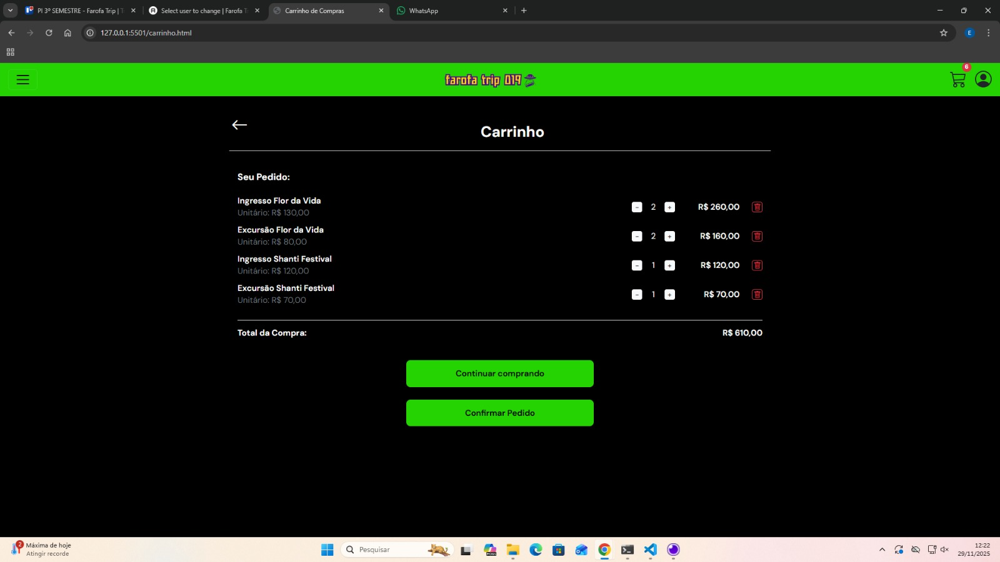 PI 3º SEMESTRE - Farofa Trip | T
Select user to change | Farofa T
Carrinho de Compras
WhatsApp
127.0.0.1:5501/carrinho.html
E
farofa trip 019
6
Carrinho
Seu Pedido:
Ingresso Flor da Vida
Unitário: R$ 130,00
- 2 + R$ 260,00
Excursão Flor da Vida
Unitário: R$ 80,00
- 2 + R$ 160,00
Ingresso Shanti Festival
Unitário: R$ 120,00
- 1 + R$ 120,00
Excursão Shanti Festival
Unitário: R$ 70,00
- 1 + R$ 70,00
Total da Compra: R$ 610,00
Continuar comprando
Confirmar Pedido
2
Máxima de hoje
Atingir recorde
Pesquisar
12:22
29/11/2025